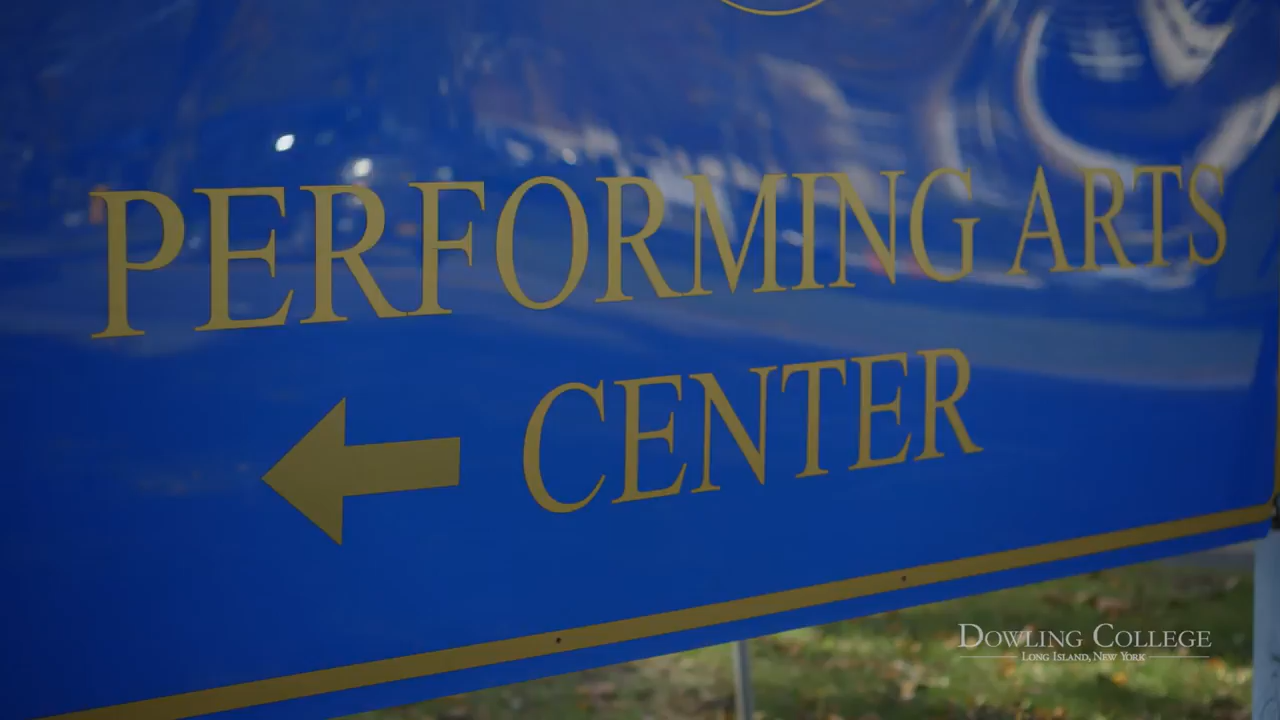 PERFORMING ARTS
CENTER
DOWLING COLLEGE
LONG ISLAND, NEW YORK